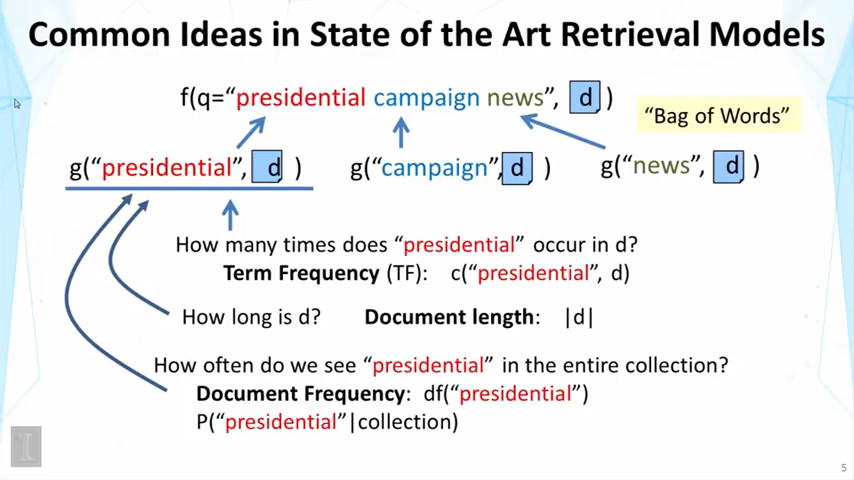 Common Ideas in State of the Art Retrieval Models
f(q=“presidential campaign news”, d )
“Bag of Words”
g(“presidential”, d ) g(“campaign”, d ) g(“news”, d )
How many times does “presidential” occur in d?
Term Frequency (TF): c(“presidential”, d)
How long is d? Document length: |d|
How often do we see “presidential” in the entire collection?
Document Frequency: df(“presidential”)
P(“presidential”|collection)
I
5